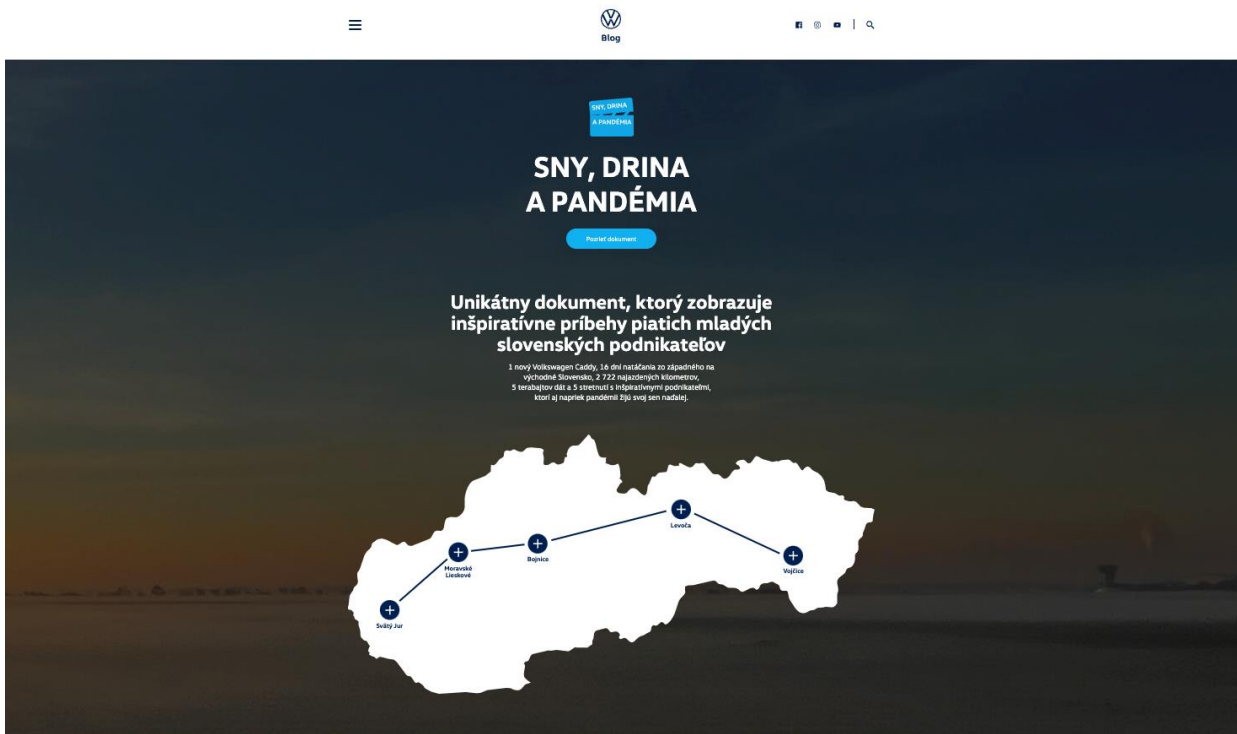 Blog
SNY, DRINA
A PANDÉMIA
SNY, DRINA
A PANDÉMIA
Pozrieť dokument
Unikátny dokument, ktorý zobrazuje
inšpiratívne príbehy piatich mladých
slovenských podnikateľov
1 nový Volkswagen Caddy, 16 dní natáčania zo západného na
východné Slovensko, 2 722 najazdených kilometrov,
5 terabajtov dát a 5 stretnutí s inšpiratívnymi podnikateľmi,
ktorí aj napriek pandémii žijú svoj sen naďalej.
Levoča
Bojnice
Moravské
Lieskové
Vojčice
Svätý Jur